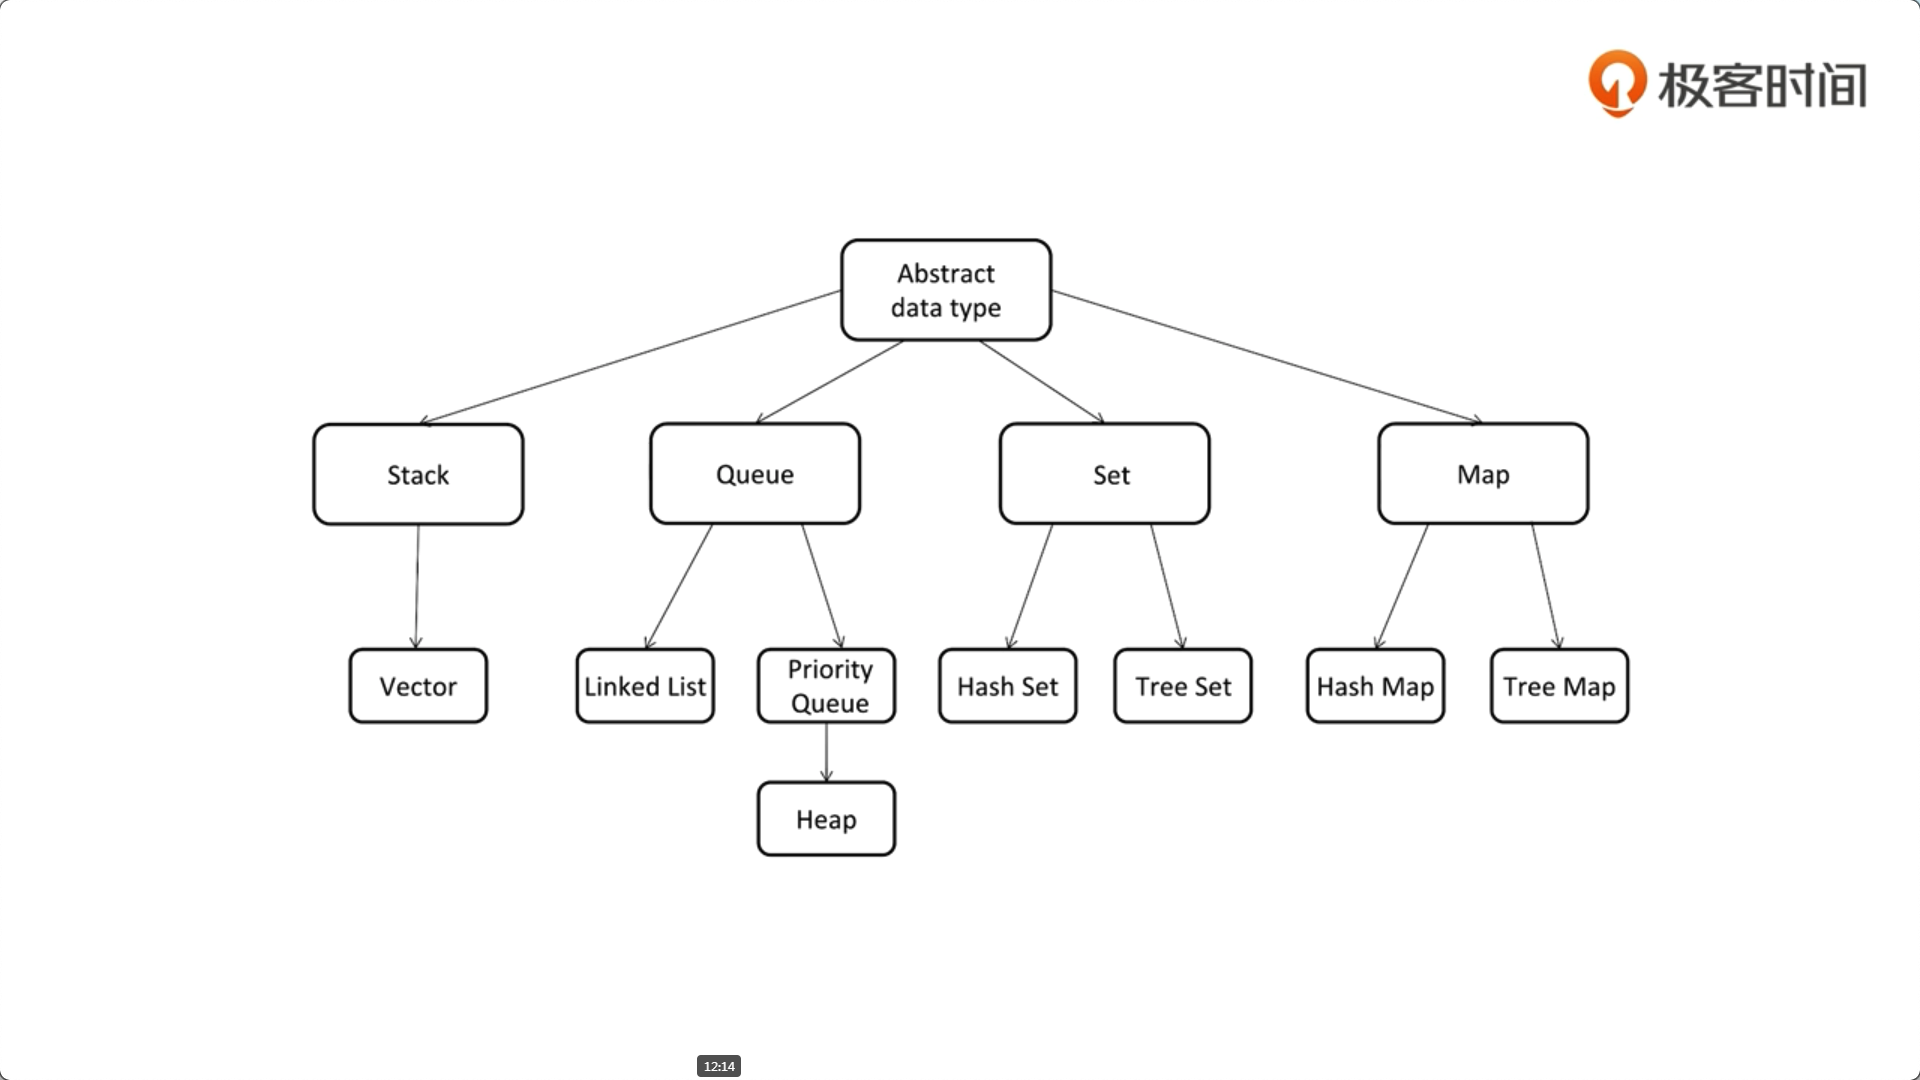 极客时间
Abstract
data type
Stack
Queue
Set
Map
Vector
Linked List
Priority
Queue
Hash Set
Tree Set
Hash Map
Tree Map
Heap
12:14